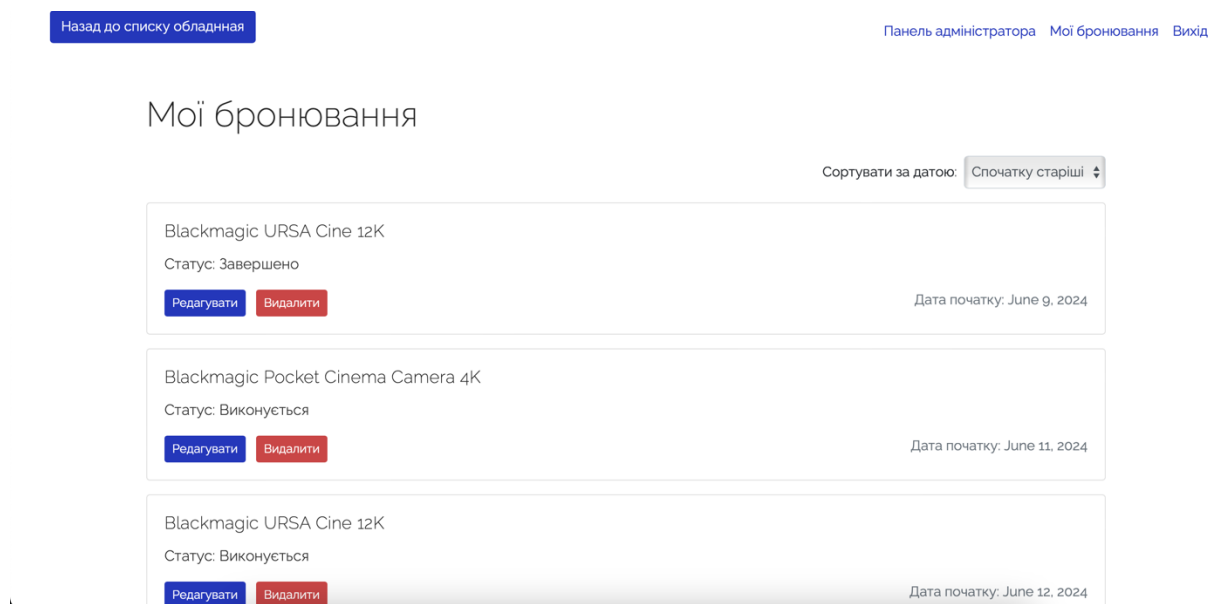 Назад до списку обладнная
Панель адміністратора Мої бронювання Вихід
Мої бронювання
Сортувати за датою: Спочатку старіші
Blackmagic URSA Cine 12K
Статус: Завершено
Редагувати Видалити Дата початку: June 9, 2024
Blackmagic Pocket Cinema Camera 4K
Статус: Виконується
Редагувати Видалити Дата початку: June 11, 2024
Blackmagic URSA Cine 12K
Статус: Виконується
Редагувати Видалити Дата початку: June 12, 2024